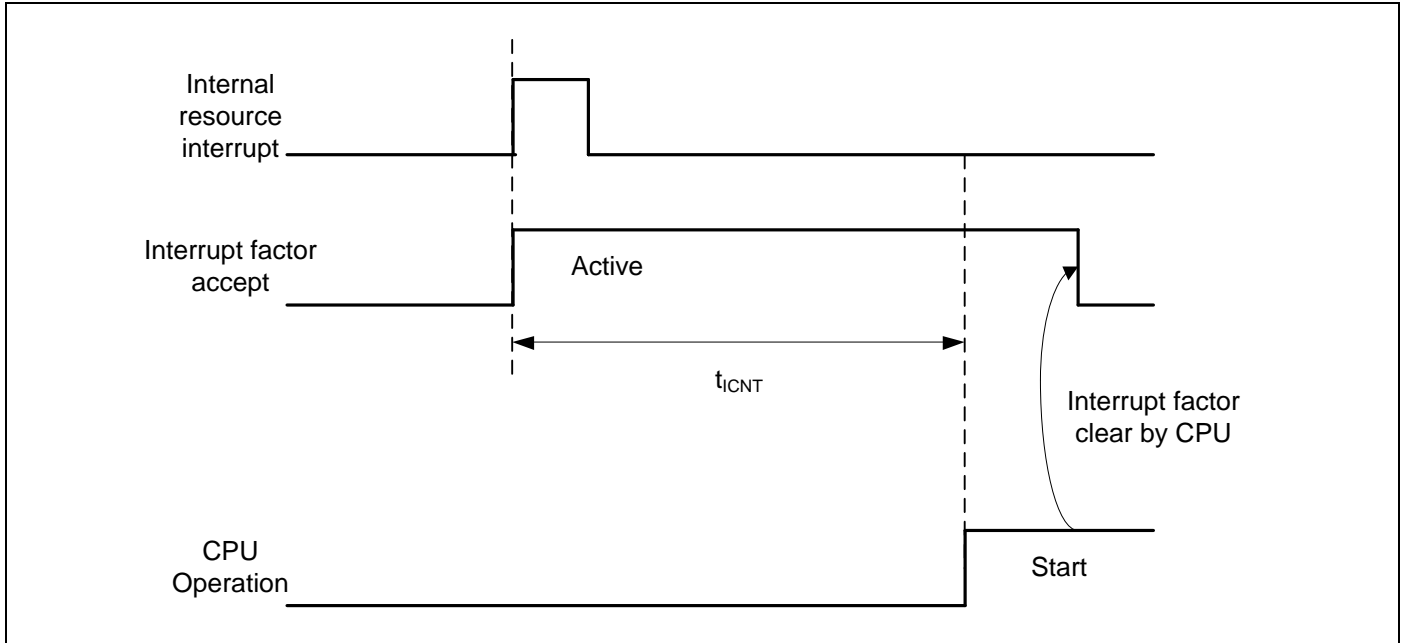 Internal
resource
interrupt
Interrupt factor
accept
Active
tICNT
Interrupt factor
clear by CPU
CPU
Operation
Start